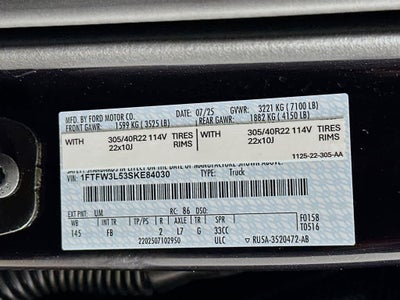 MFD. BY FORD MOTOR CO. DATE: 07/25 GVWR: 3221 KG ( 7100 LB)
FRONT GAWR: 1599 KG ( 3525 LB) REAR GAWR: 1882 KG ( 4150 LB)
WITH 305/40R22 114V TIRES WITH 305/40R22 114V TIRES
22x10J RIMS 22x10J RIMS
1125-22-305-AA
VIN: 1FTFW3L53SKE84030 TYPE: Truck
EXT PNT: UM RC: 86 DSO: F0158
WB INT TR TP/PS R AXLE TR SPR T0516
145 FB 2 L7 G 33CC
2202507102950 ULC RU5A-3520472-AB